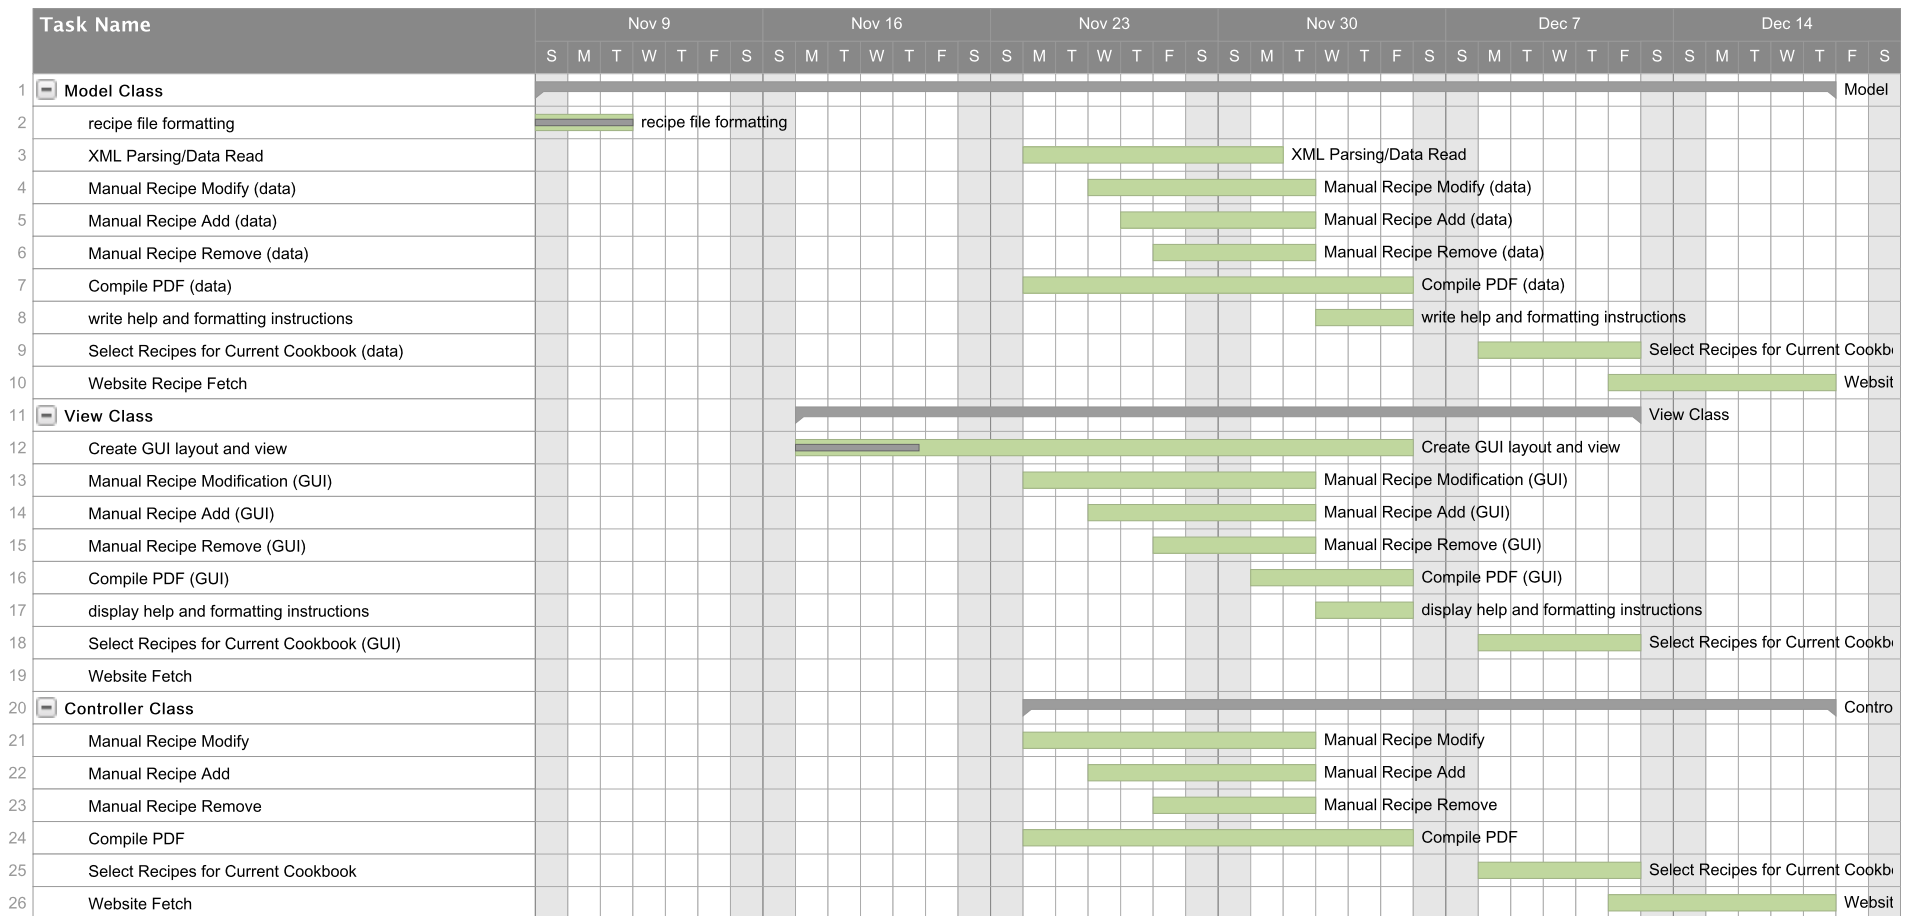 Task Name
Nov 9 Nov 16 Nov 23 Nov 30 Dec 7 Dec 14
S M T W T F S S M T W T F S S M T W T F S S M T W T F S S M T W T F S S M T W T F S
1 Model Class Model
2 recipe file formatting recipe file formatting
3 XML Parsing/Data Read XML Parsing/Data Read
4 Manual Recipe Modify (data) Manual Recipe Modify (data)
5 Manual Recipe Add (data) Manual Recipe Add (data)
6 Manual Recipe Remove (data) Manual Recipe Remove (data)
7 Compile PDF (data) Compile PDF (data)
8 write help and formatting instructions write help and formatting instructions
9 Select Recipes for Current Cookbook (data) Select Recipes for Current Cookb
10 Website Recipe Fetch Websit
11 View Class View Class
12 Create GUI layout and view Create GUI layout and view
13 Manual Recipe Modification (GUI) Manual Recipe Modification (GUI)
14 Manual Recipe Add (GUI) Manual Recipe Add (GUI)
15 Manual Recipe Remove (GUI) Manual Recipe Remove (GUI)
16 Compile PDF (GUI) Compile PDF (GUI)
17 display help and formatting instructions display help and formatting instructions
18 Select Recipes for Current Cookbook (GUI) Select Recipes for Current Cookb
19 Website Fetch
20 Controller Class Contro
21 Manual Recipe Modify Manual Recipe Modify
22 Manual Recipe Add Manual Recipe Add
23 Manual Recipe Remove Manual Recipe Remove
24 Compile PDF Compile PDF
25 Select Recipes for Current Cookbook Select Recipes for Current Cookb
26 Website Fetch Websit